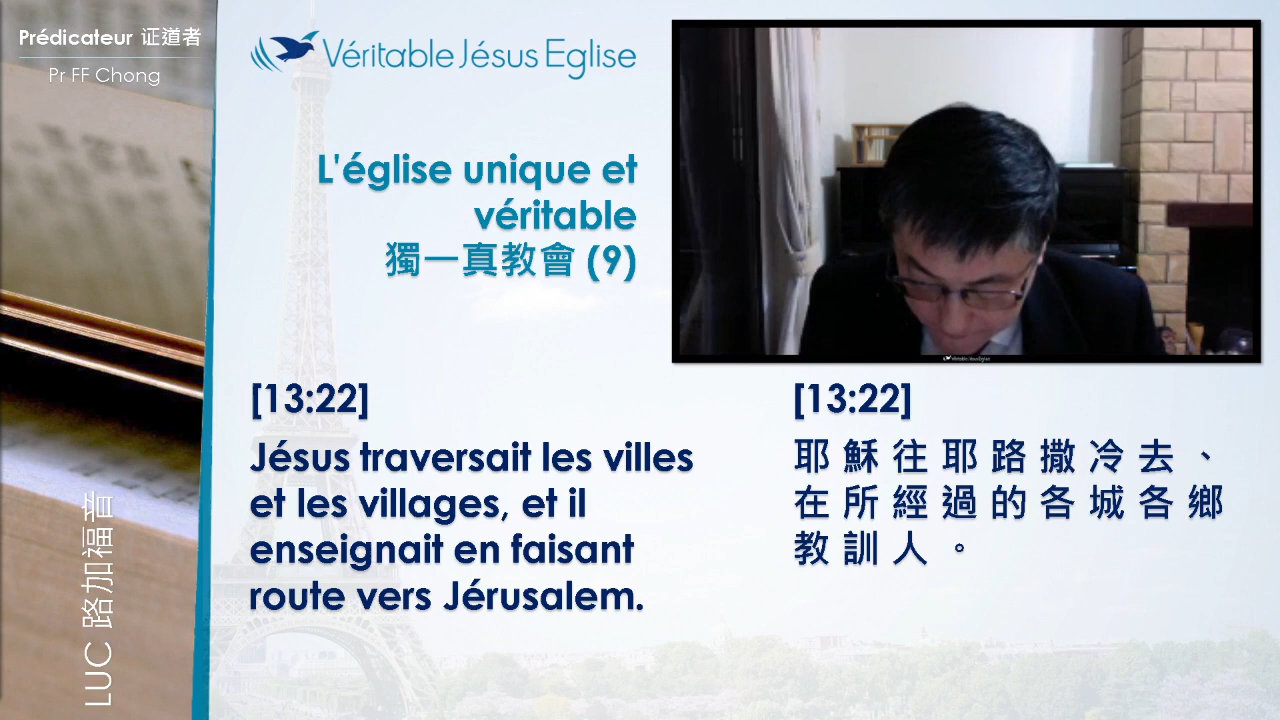 Prédicateur 证道者
Pr FF Chong
Véritable Jésus Eglise
L'église unique et
véritable
獨一真教會 (9)
Véritable Jésus Eglise
[13:22]
Jésus traversait les villes
et les villages, et il
enseignait en faisant
route vers Jérusalem.
[13:22]
耶穌往耶路撒冷去、
在所經過的各城各鄉
教訓人。
LUC 路加福音